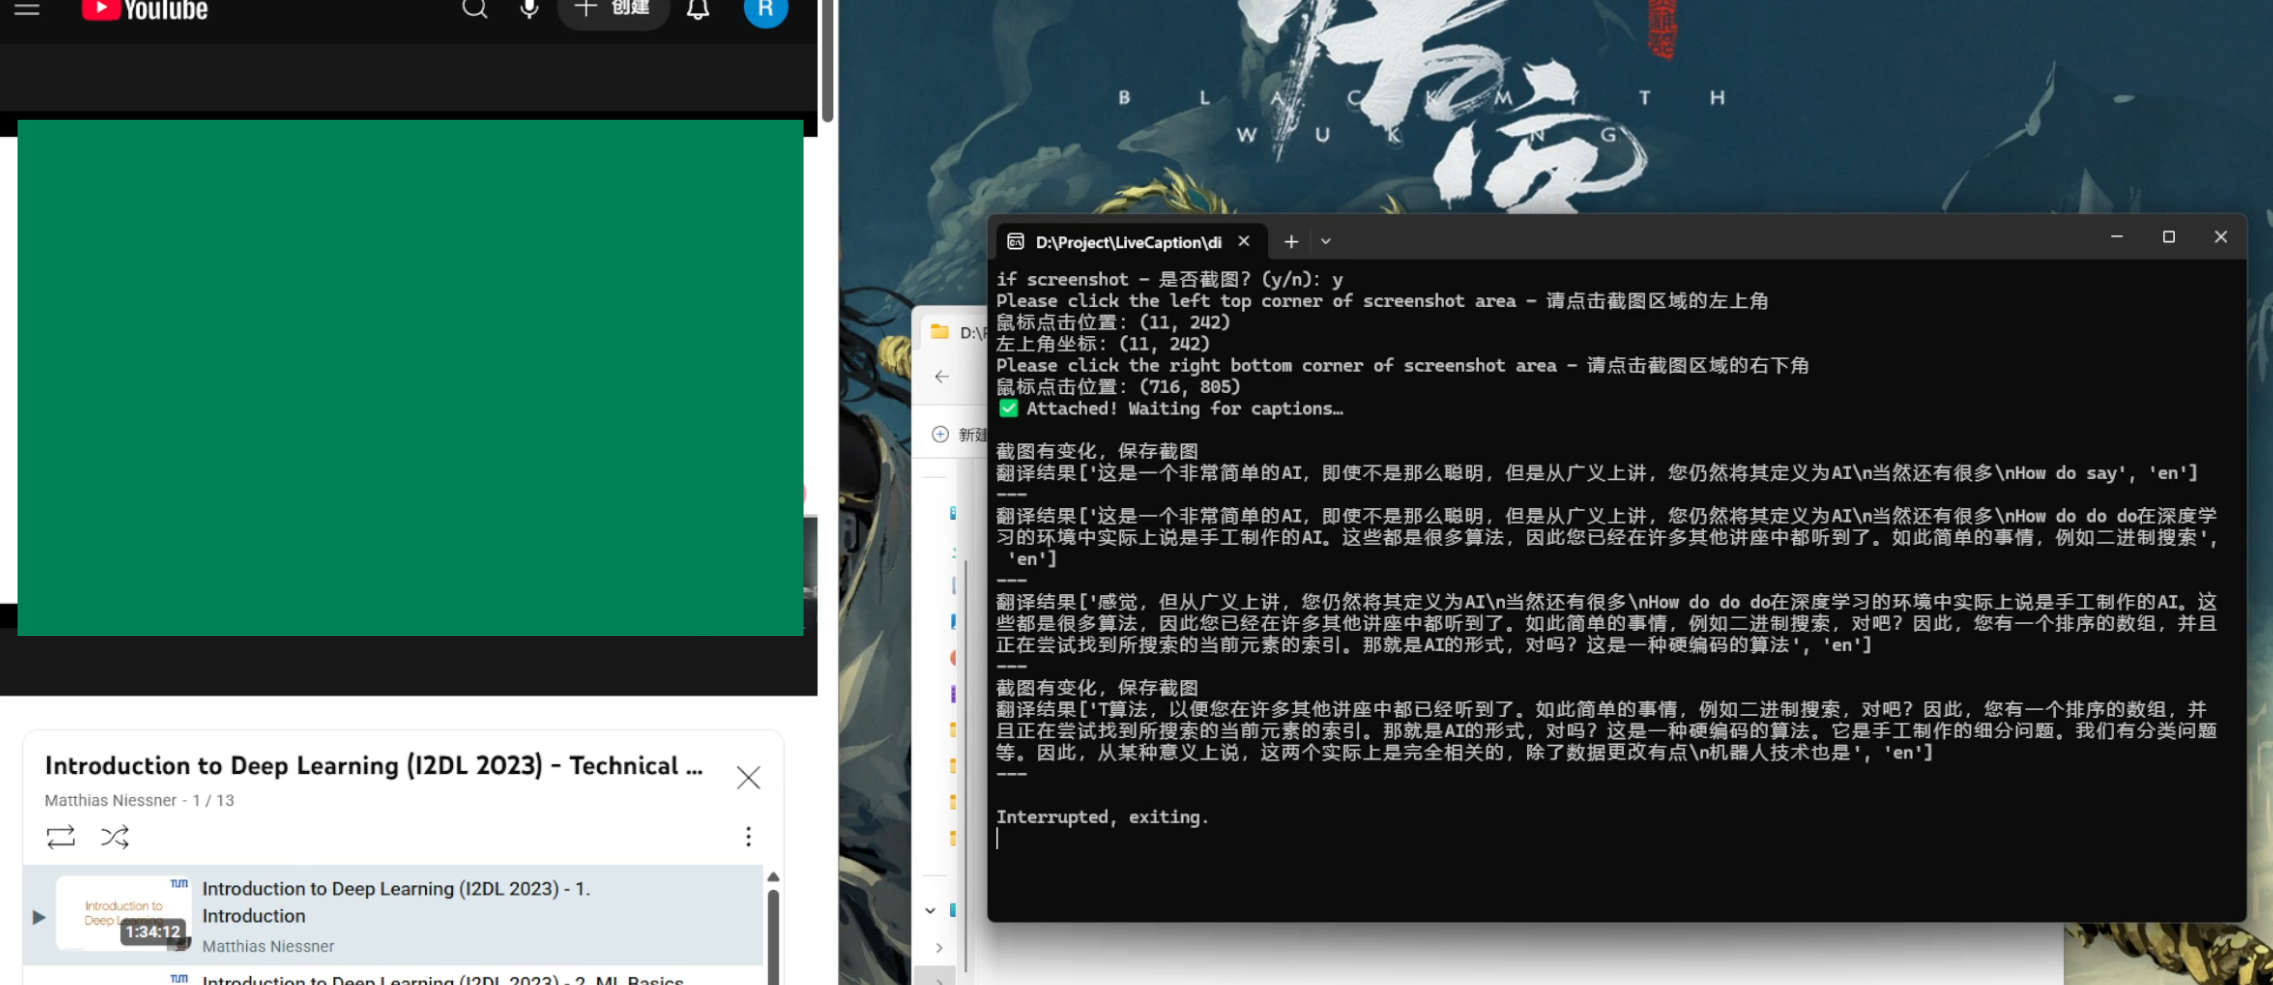 YouTube
创建
R
BLACK MYTH
WUKONG
D:\Project\LiveCaption\di
if screenshot - 是否截图? (y/n): y
Please click the left top corner of screenshot area - 请点击截图区域的左上角
鼠标点击位置: (11, 242)
左上角坐标: (11, 242)
Please click the right bottom corner of screenshot area - 请点击截图区域的右下角
鼠标点击位置: (716, 805)
✅ Attached! Waiting for captions…
截图有变化, 保存截图
翻译结果['这是一个非常简单的AI, 即使不是那么聪明, 但是从广义上讲, 您仍然将其定义为AI\n当然还有很多\nHow do say', 'en']
---
翻译结果['这是一个非常简单的AI, 即使不是那么聪明, 但是从广义上讲, 您仍然将其定义为AI\n当然还有很多\nHow do do do在深度学
习的环境中实际上说是手工制作的AI。这些都是很多算法, 因此您已经在许多其他讲座中都听到了。如此简单的事情, 例如二进制搜索',
'en']
---
翻译结果['感觉, 但从广义上讲, 您仍然将其定义为AI\n当然还有很多\nHow do do do在深度学习的环境中实际上说是手工制作的AI。这
些都是很多算法, 因此您已经在许多其他讲座中都听到了。如此简单的事情, 例如二进制搜索, 对吧? 因此, 您有一个排序的数组, 并且
正在尝试找到所搜索的当前元素的索引。那就是AI的形式, 对吗? 这是一种硬编码的算法', 'en']
---
截图有变化, 保存截图
翻译结果['T算法, 以便您在许多其他讲座中都已经听到了。如此简单的事情, 例如二进制搜索, 对吧? 因此, 您有一个排序的数组, 并
且正在尝试找到所搜索的当前元素的索引。那就是AI的形式, 对吗? 这是一种硬编码的算法。它是手工制作的细分问题。我们有分类问题
等。因此, 从某种意义上说, 这两个实际上是完全相关的, 除了数据更改有点\n机器人技术也是', 'en']
---
Interrupted, exiting.
D:\
新建
Introduction to Deep Learning (I2DL 2023) - Technical ...
Matthias Niessner - 1 / 13
TUM
Introduction to
Deep Learning
1:34:12
Introduction to Deep Learning (I2DL 2023) - 1.
Introduction
Matthias Niessner
TUM
Introduction to Deep Learning (I2DL 2023) - 2. ML Basics